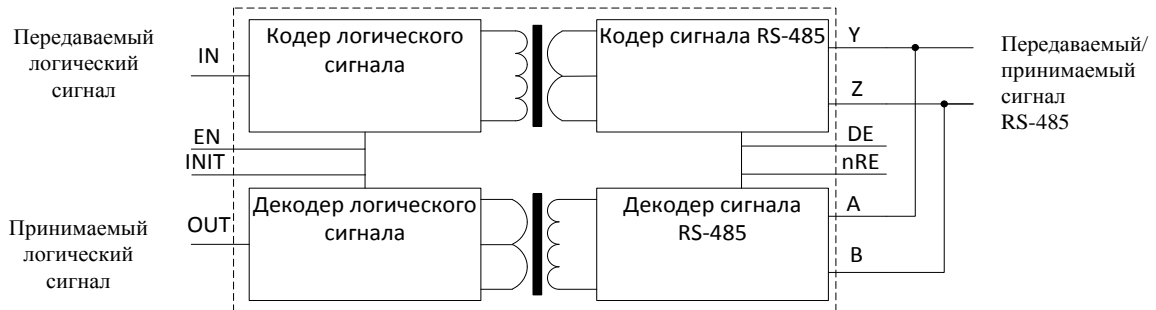 Передаваемый
логический
сигнал
IN
Кодер логического
сигнала
Кодер сигнала RS-485
Y
Z
Передаваемый/
принимаемый
сигнал
RS-485
EN
INIT
DE
nRE
Принимаемый
логический
сигнал
OUT
Декодер логического
сигнала
Декодер сигнала
RS-485
A
B